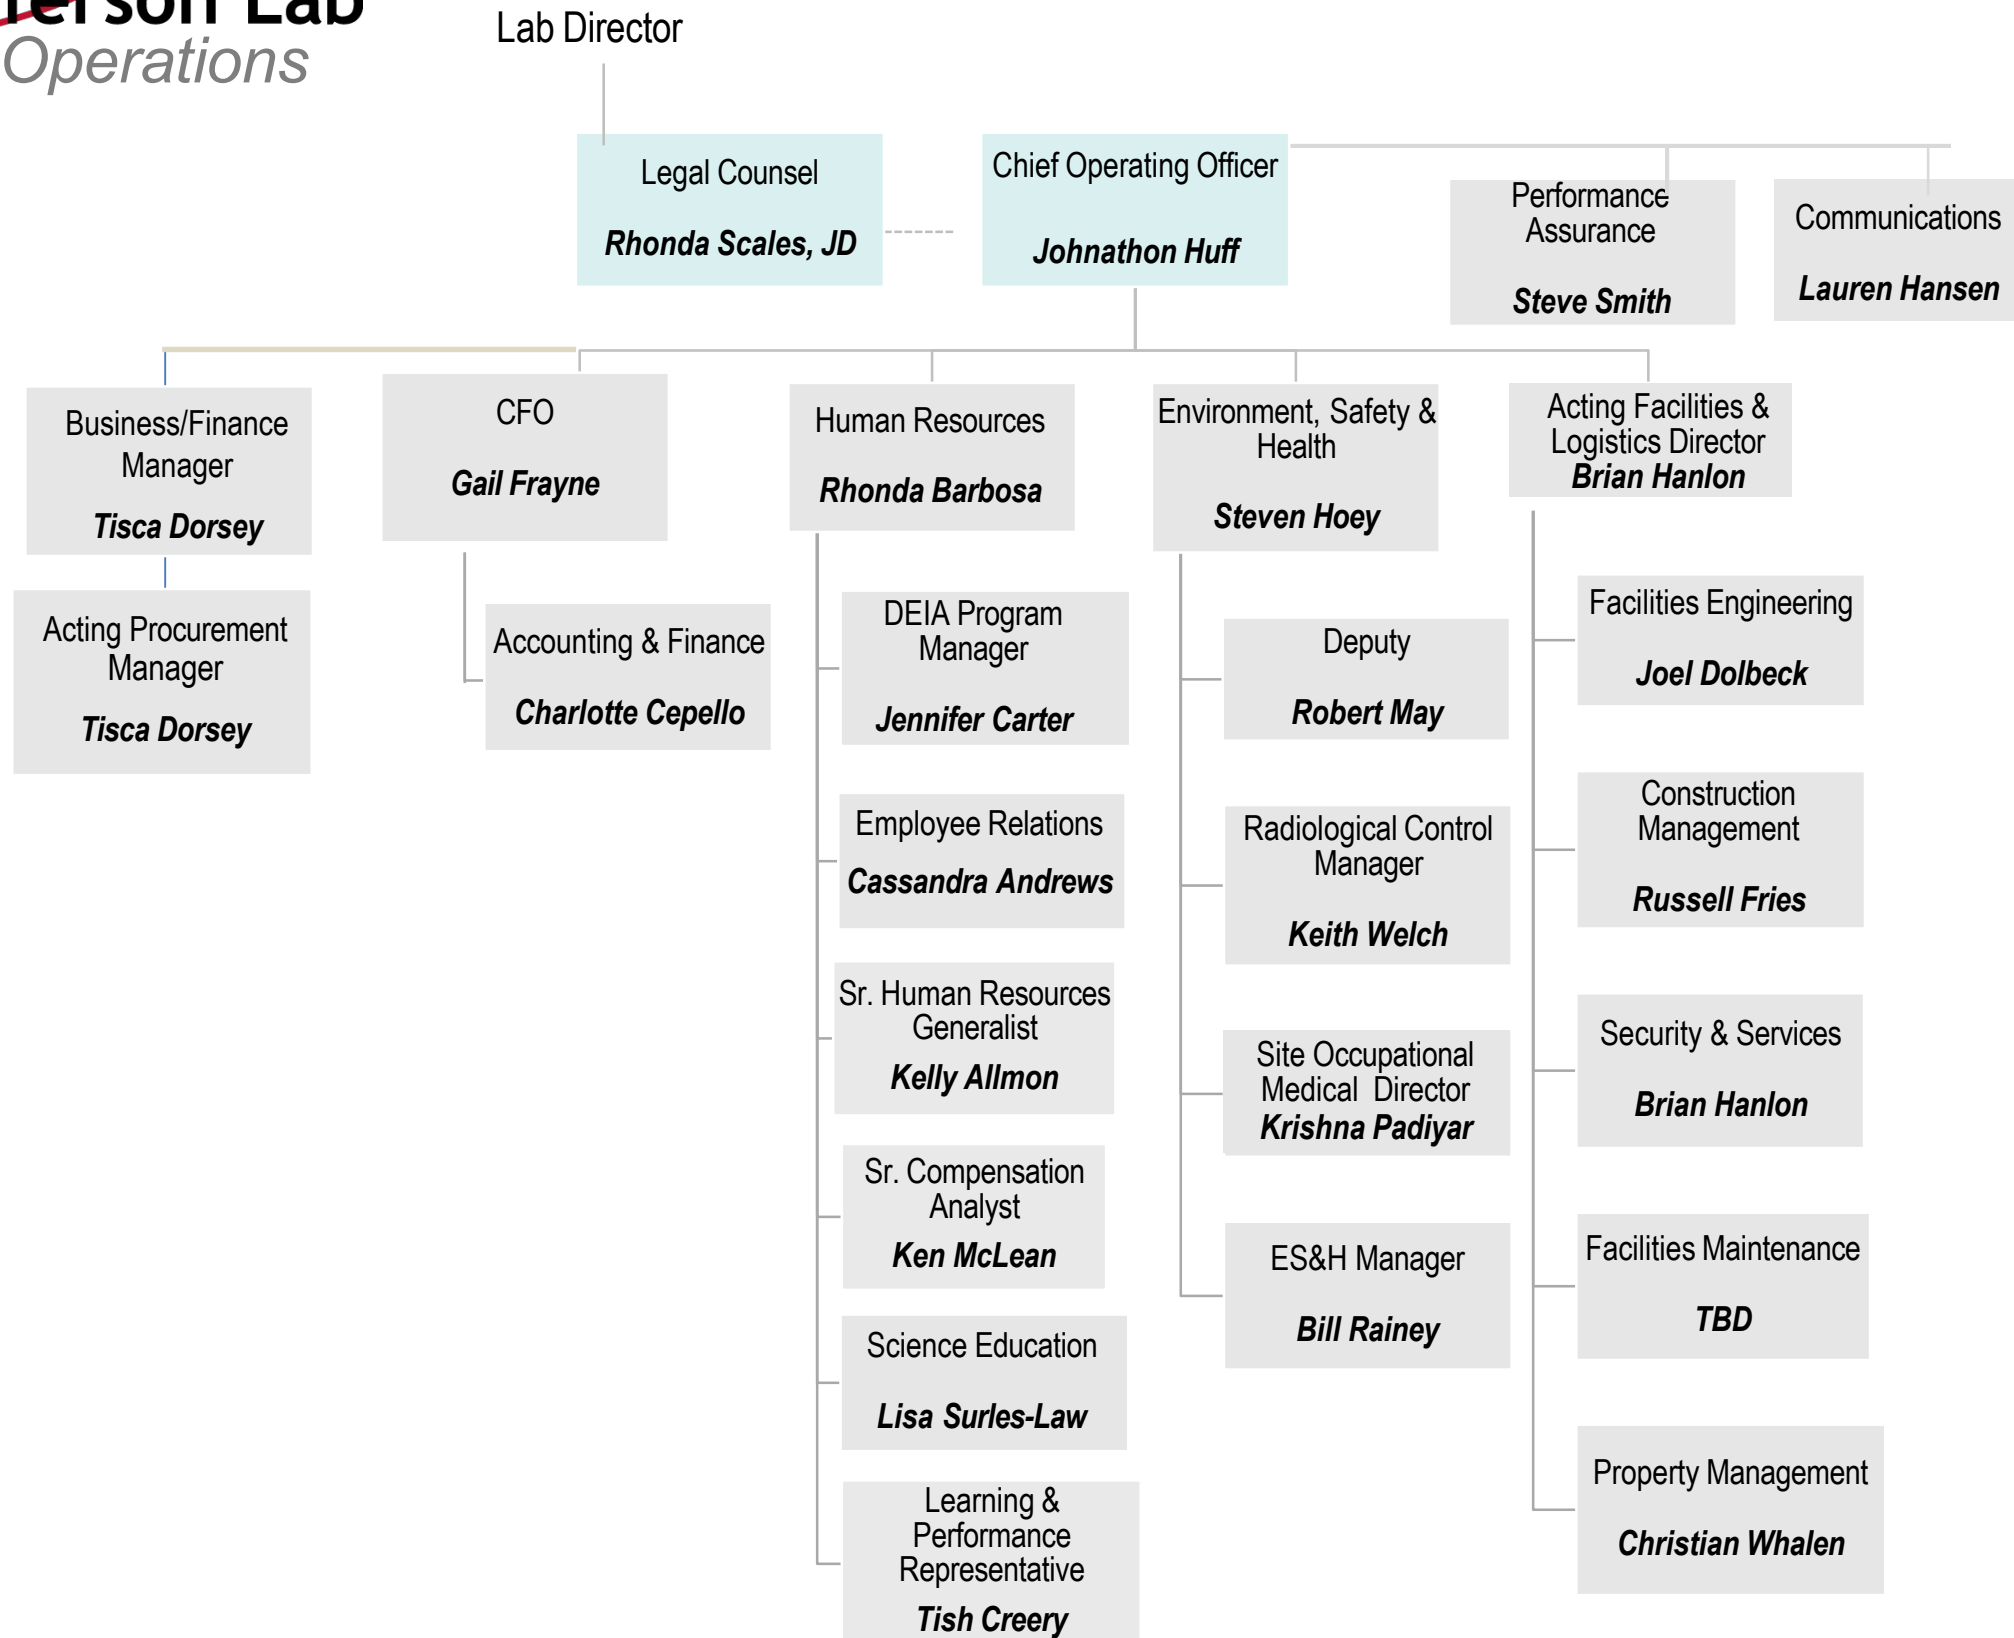 Lab
Operations
Lab Director
Legal Counsel
Rhonda Scales, JD
Chief Operating Officer
Johnathon Huff
Performance
Assurance
Steve Smith
Communications
Lauren Hansen
Business/Finance
Manager
Tisca Dorsey
CFO
Gail Frayne
Human Resources
Rhonda Barbosa
Environment, Safety &
Health
Steven Hoey
Acting Facilities &
Logistics Director
Brian Hanlon
Acting Procurement
Manager
Tisca Dorsey
Accounting & Finance
Charlotte Cepello
DEIA Program
Manager
Jennifer Carter
Employee Relations
Cassandra Andrews
Sr. Human Resources
Generalist
Kelly Allmon
Sr. Compensation
Analyst
Ken McLean
Science Education
Lisa Surles-Law
Learning &
Performance
Representative
Tish Creery
Deputy
Robert May
Radiological Control
Manager
Keith Welch
Site Occupational
Medical Director
Krishna Padiyar
ES&H Manager
Bill Rainey
Facilities Engineering
Joel Dolbeck
Construction
Management
Russell Fries
Security & Services
Brian Hanlon
Facilities Maintenance
TBD
Property Management
Christian Whalen